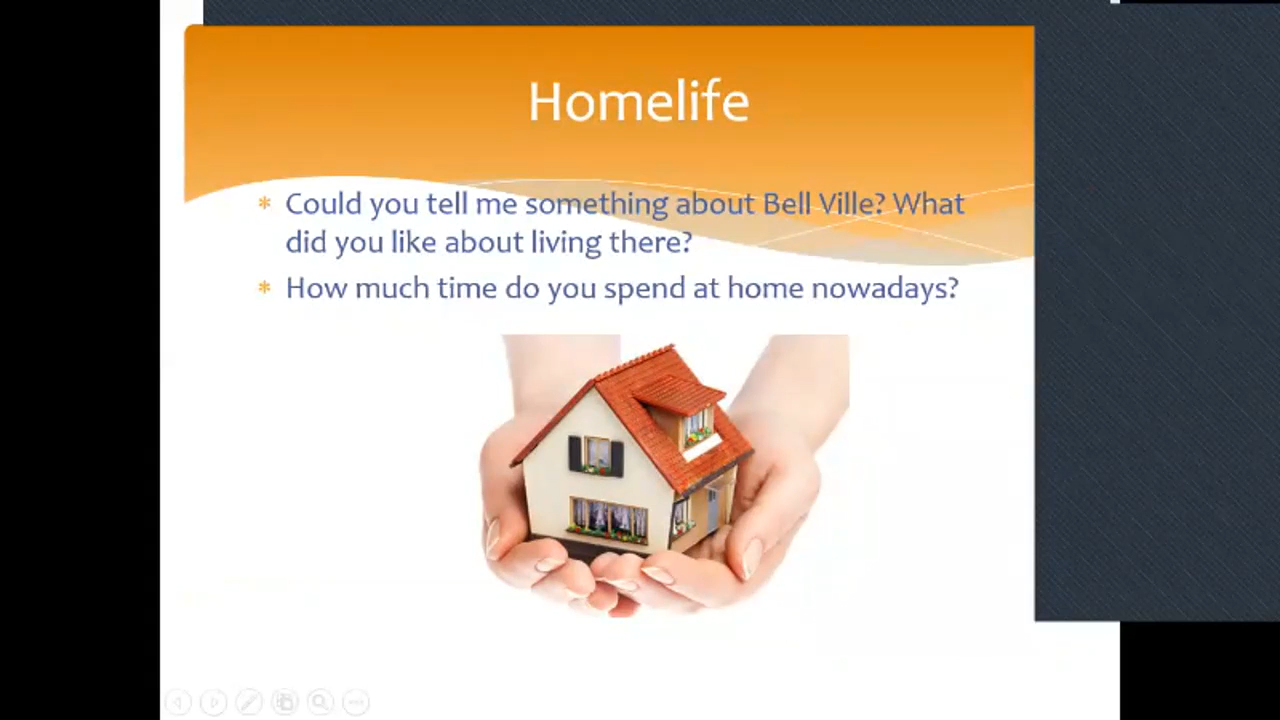 Homelife
* Could you tell me something about Bell Ville? What
did you like about living there?
* How much time do you spend at home nowadays?